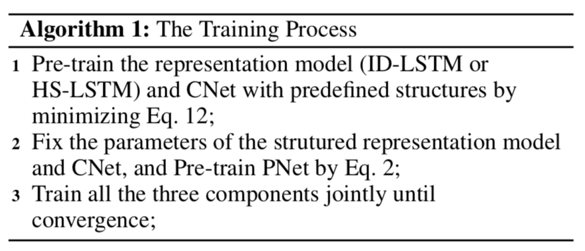 Algorithm 1: The Training Process
1 Pre-train the representation model (ID-LSTM or
HS-LSTM) and CNet with predefined structures by
minimizing Eq. 12;
2 Fix the parameters of the strutured representation model
and CNet, and Pre-train PNet by Eq. 2;
3 Train all the three components jointly until
convergence;